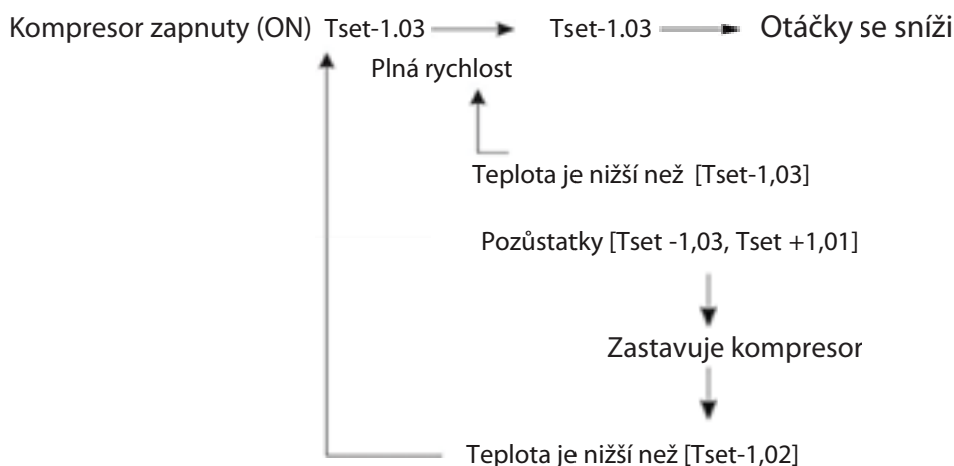 Kompresor zapnuty (ON) Tset-1.03 Tset-1.03 Otáčky se sníži
Plná rychlost
Teplota je nižší než [Tset-1,03]
Pozůstatky [Tset -1,03, Tset +1,01]
Zastavuje kompresor
Teplota je nižší než [Tset-1,02]